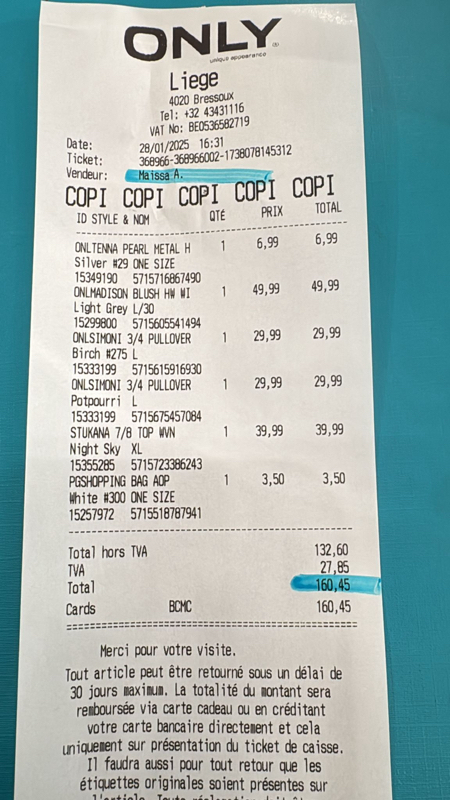 ONLY
unique appearance
Liege
4020 Bressoux
Tel: +32 43431116
VAT No: BE0536582719
Date: 28/01/2025 16:31
Ticket: 368966-368966002-1738078145312
Vendeur: Maissa A.
COPI COPI COPI COPI COPI
ID STYLE & NOM QTÉ PRIX TOTAL
ONLTENNA PEARL METAL H 1 6,99 6,99
Silver #29 ONE SIZE
15349190 5715716867490
ONLMADISON BLUSH HW WI 1 49,99 49,99
Light Grey L/30
15299800 5715605541494
ONLSIMONI 3/4 PULLOVER 1 29,99 29,99
Birch #275 L
15333199 5715615916930
ONLSIMONI 3/4 PULLOVER 1 29,99 29,99
Potpourri L
15333199 5715675457084
STUKANA 7/8 TOP WVN 1 39,99 39,99
Night Sky XL
15355285 5715723386243
PGSHOPPING BAG AOP 1 3,50 3,50
White #300 ONE SIZE
15257972 5715518787941
Total hors TVA 132,60
TVA 27,85
Total 160,45
Cards BCMC 160,45
Merci pour votre visite.
Tout article peut être retourné sous un délai de
30 jours maximum. La totalité du montant sera
remboursée via carte cadeau ou en créditant
votre carte bancaire directement et cela
uniquement sur présentation du ticket de caisse.
Il faudra aussi pour tout retour que les
étiquettes originales soient présentes sur
l'article. Toute